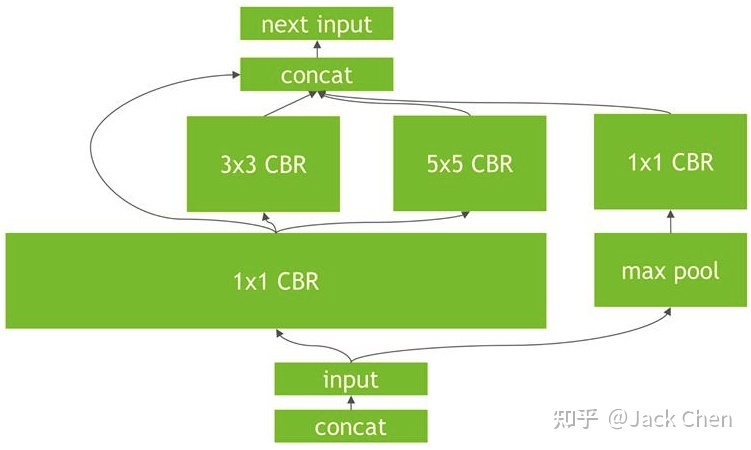 next input
concat
3x3 CBR
5x5 CBR
1x1 CBR
1x1 CBR
max pool
input
concat
知乎 @Jack Chen